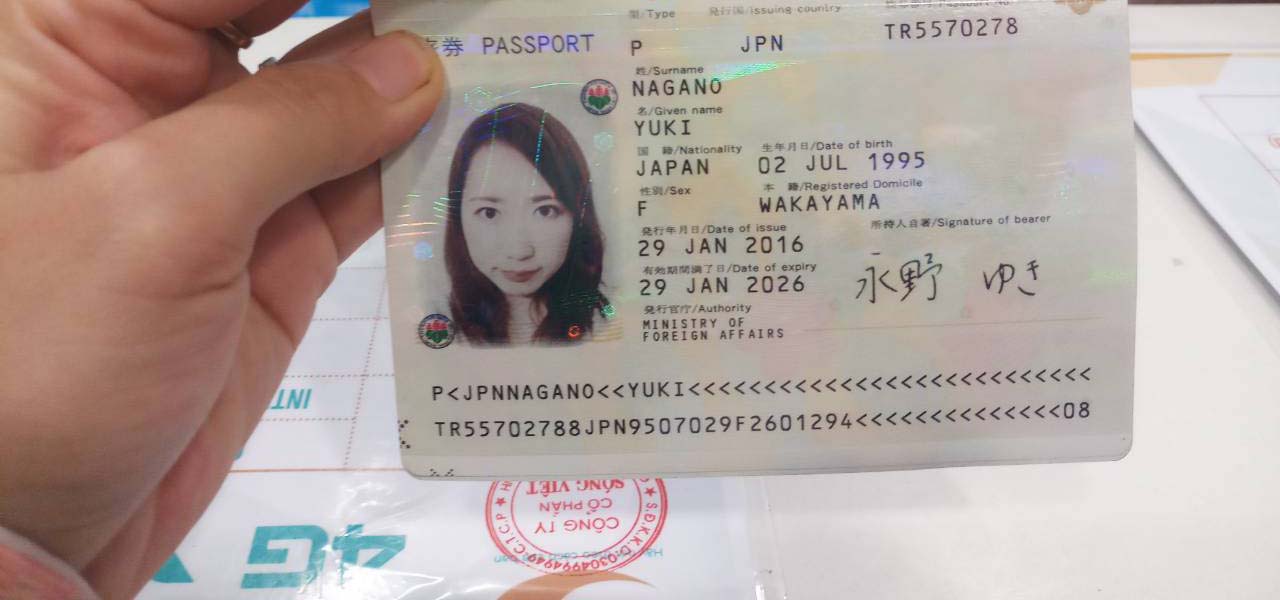 型/Type 発行国/Issuing country
券 PASSPORT P JPN TR5570278
姓/Surname
NAGANO
名/Given name
YUKI
国 籍/Nationality 生年月日/Date of birth
JAPAN 02 JUL 1995
性別/Sex 本 籍/Registered Domicile
F WAKAYAMA
発行年月日/Date of issue 所持人自署/Signature of bearer
29 JAN 2016
有効期間満了日/Date of expiry
29 JAN 2026 永野 ゆき
発行官庁/Authority
MINISTRY OF
FOREIGN AFFAIRS
P<JPNNAGANO<<YUKI<<<<<<<<<<<<<<<<<<<<<<<<<<<
TR55702788JPN9507029F2601294<<<<<<<<<<<<<<08
CÔNG TY
CỔ PHẦN
SÓNG VIỆT
4G